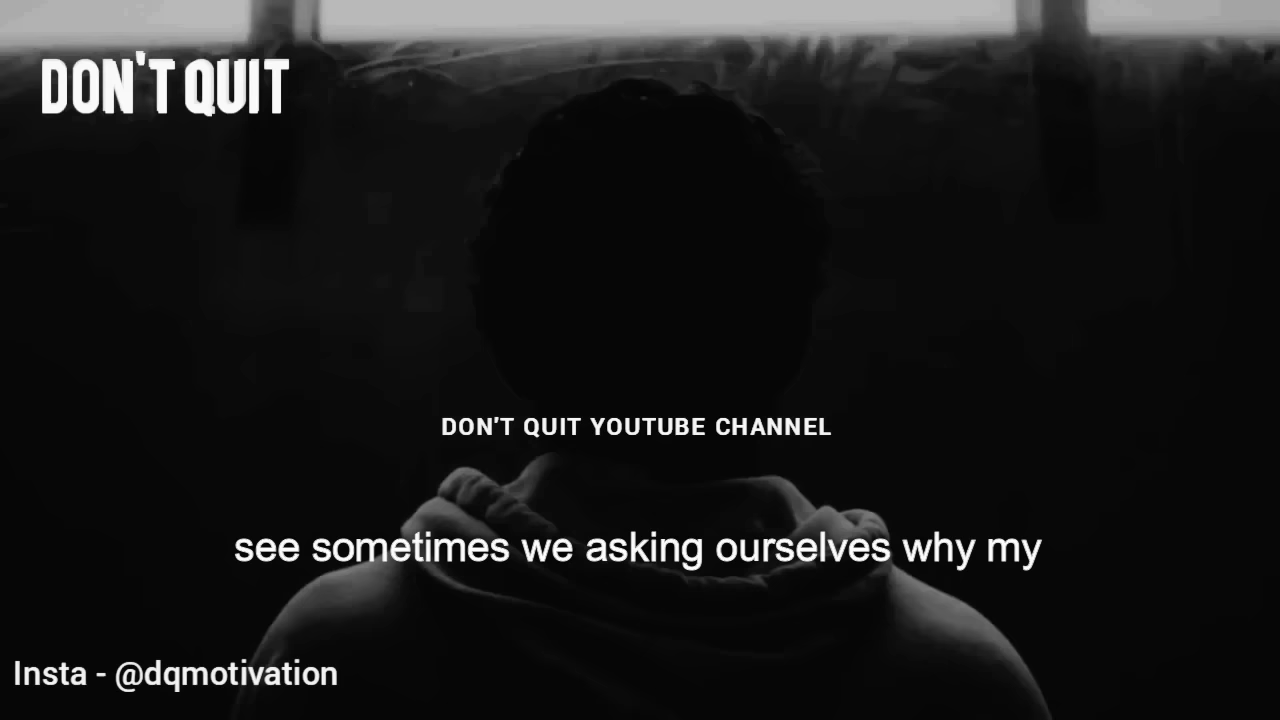 DON'T QUIT
DON'T QUIT YOUTUBE CHANNEL
see sometimes we asking ourselves why my
Insta - @dqmotivation